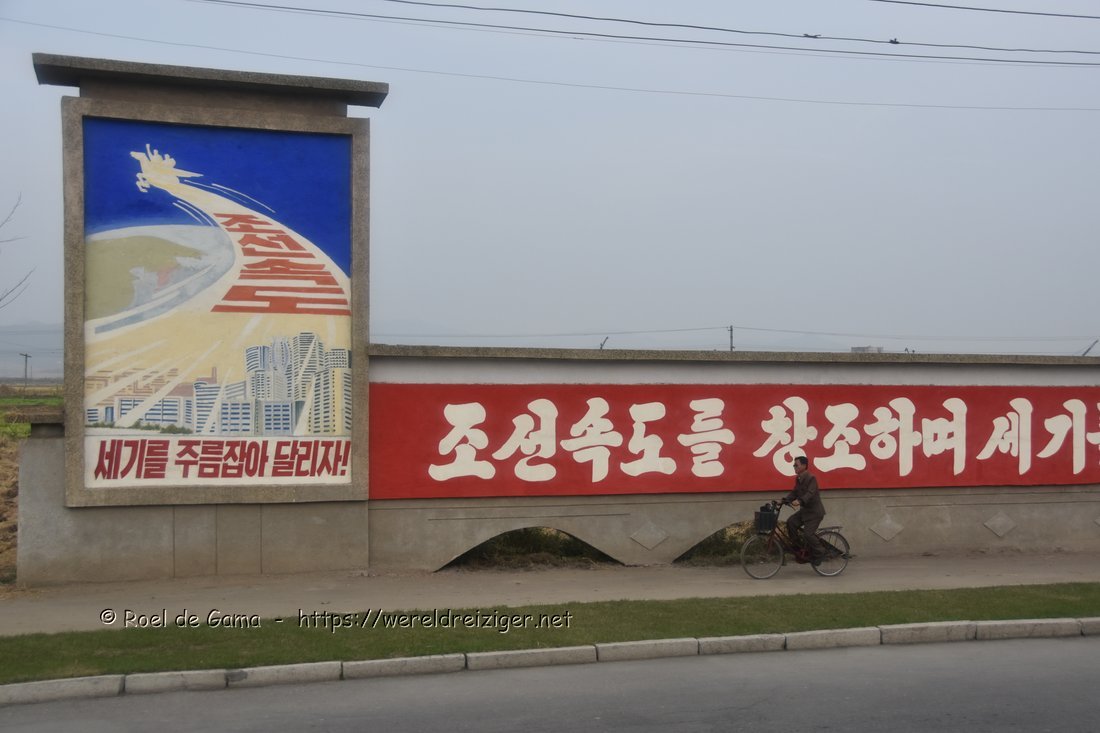 조선속도
세기를 주름잡아 달리자!
조선속도를 창조하며 세기
© Roel de Gama - https://wereldreiziger.net